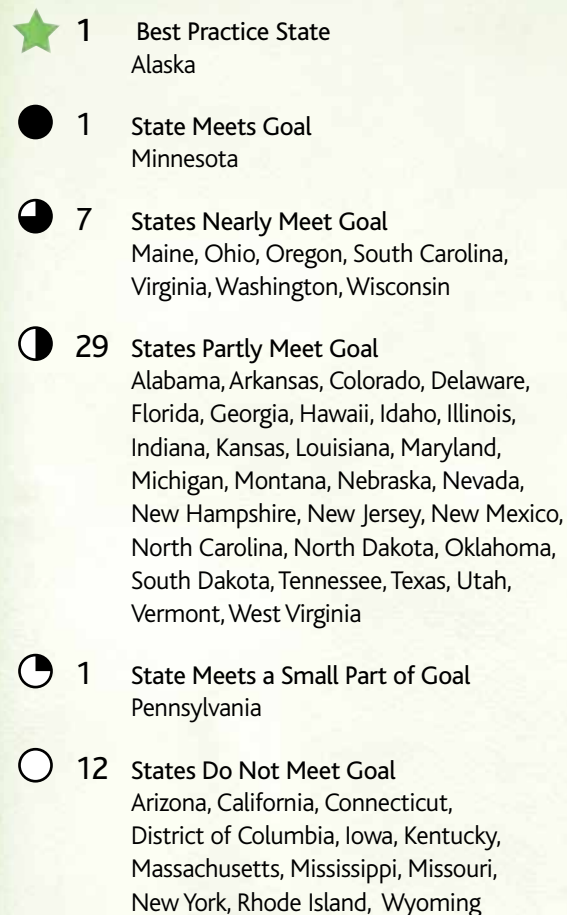 1 Best Practice State
Alaska
1 State Meets Goal
Minnesota
7 States Nearly Meet Goal
Maine, Ohio, Oregon, South Carolina,
Virginia, Washington, Wisconsin
29 States Partly Meet Goal
Alabama, Arkansas, Colorado, Delaware,
Florida, Georgia, Hawaii, Idaho, Illinois,
Indiana, Kansas, Louisiana, Maryland,
Michigan, Montana, Nebraska, Nevada,
New Hampshire, New Jersey, New Mexico,
North Carolina, North Dakota, Oklahoma,
South Dakota, Tennessee, Texas, Utah,
Vermont, West Virginia
1 State Meets a Small Part of Goal
Pennsylvania
12 States Do Not Meet Goal
Arizona, California, Connecticut,
District of Columbia, Iowa, Kentucky,
Massachusetts, Mississippi, Missouri,
New York, Rhode Island, Wyoming